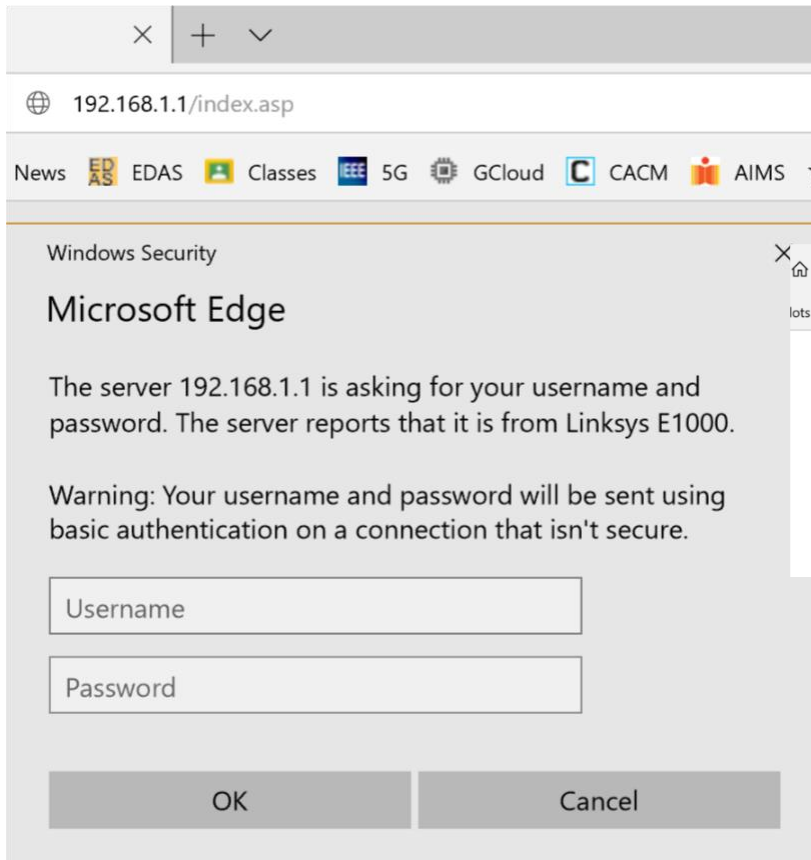 192.168.1.1/index.asp
News EDAS EDAS Classes IEEE 5G GCloud C CACM AIMS
Windows Security
Microsoft Edge
lots
The server 192.168.1.1 is asking for your username and
password. The server reports that it is from Linksys E1000.
Warning: Your username and password will be sent using
basic authentication on a connection that isn't secure.
Username
Password
OK Cancel